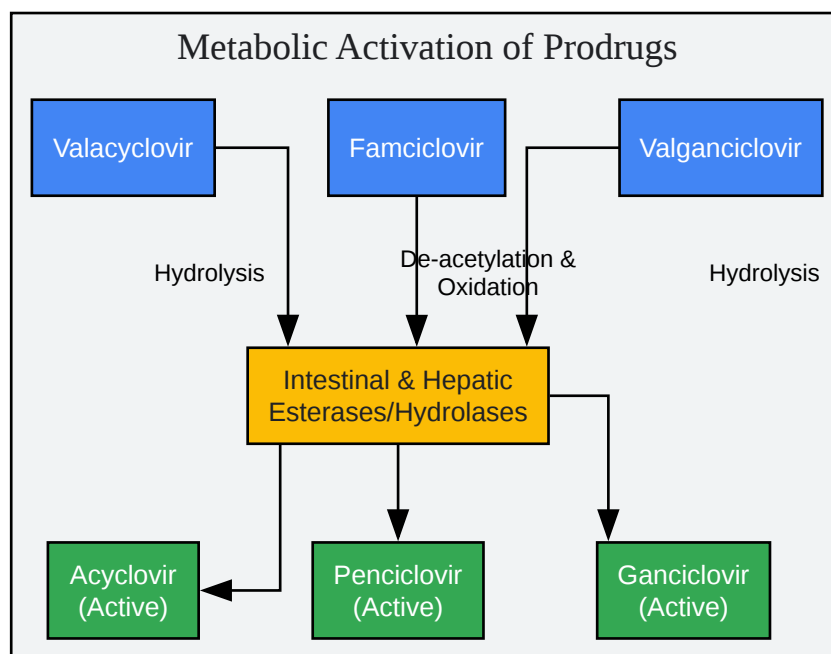 Metabolic Activation of Prodrugs
Valacyclovir
Famciclovir
Valganciclovir
Hydrolysis
De-acetylation &
Oxidation
Hydrolysis
Intestinal & Hepatic
Esterases/Hydrolases
Acyclovir
(Active)
Penciclovir
(Active)
Ganciclovir
(Active)